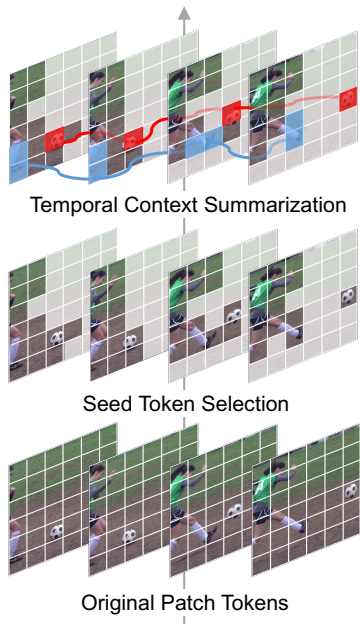 Temporal Context Summarization
Seed Token Selection
Original Patch Tokens